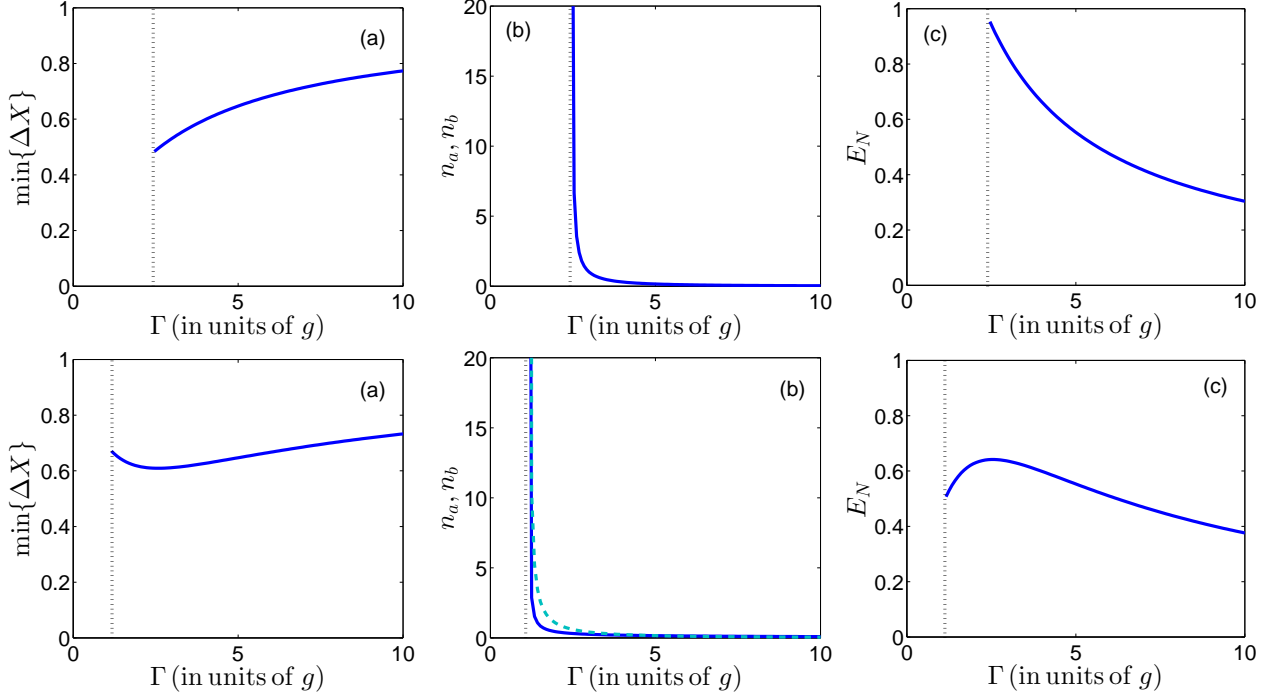 1
0.8
0.6
0.4
0.2
0
min{ΔX}
(a)
0 5 10
Γ (in units of g)
20
15
10
5
0
n_a, n_b
(b)
0 5 10
Γ (in units of g)
1
0.8
0.6
0.4
0.2
0
E_N
(c)
0 5 10
Γ (in units of g)
1
0.8
0.6
0.4
0.2
0
min{ΔX}
(a)
0 5 10
Γ (in units of g)
20
15
10
5
0
n_a, n_b
(b)
0 5 10
Γ (in units of g)
1
0.8
0.6
0.4
0.2
0
E_N
(c)
0 5 10
Γ (in units of g)